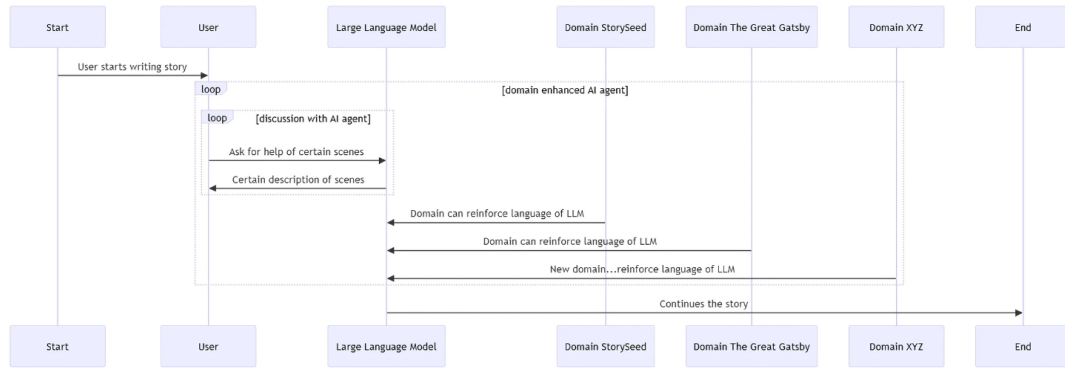 Start User Large Language Model Domain StorySeed Domain The Great Gatsby Domain XYZ End
User starts writing story
loop [domain enhanced AI agent]
loop [discussion with AI agent]
Ask for help of certain scenes
Certain description of scenes
Domain can reinforce language of LLM
Domain can reinforce language of LLM
New domain...reinforce language of LLM
Continues the story
Start User Large Language Model Domain StorySeed Domain The Great Gatsby Domain XYZ End